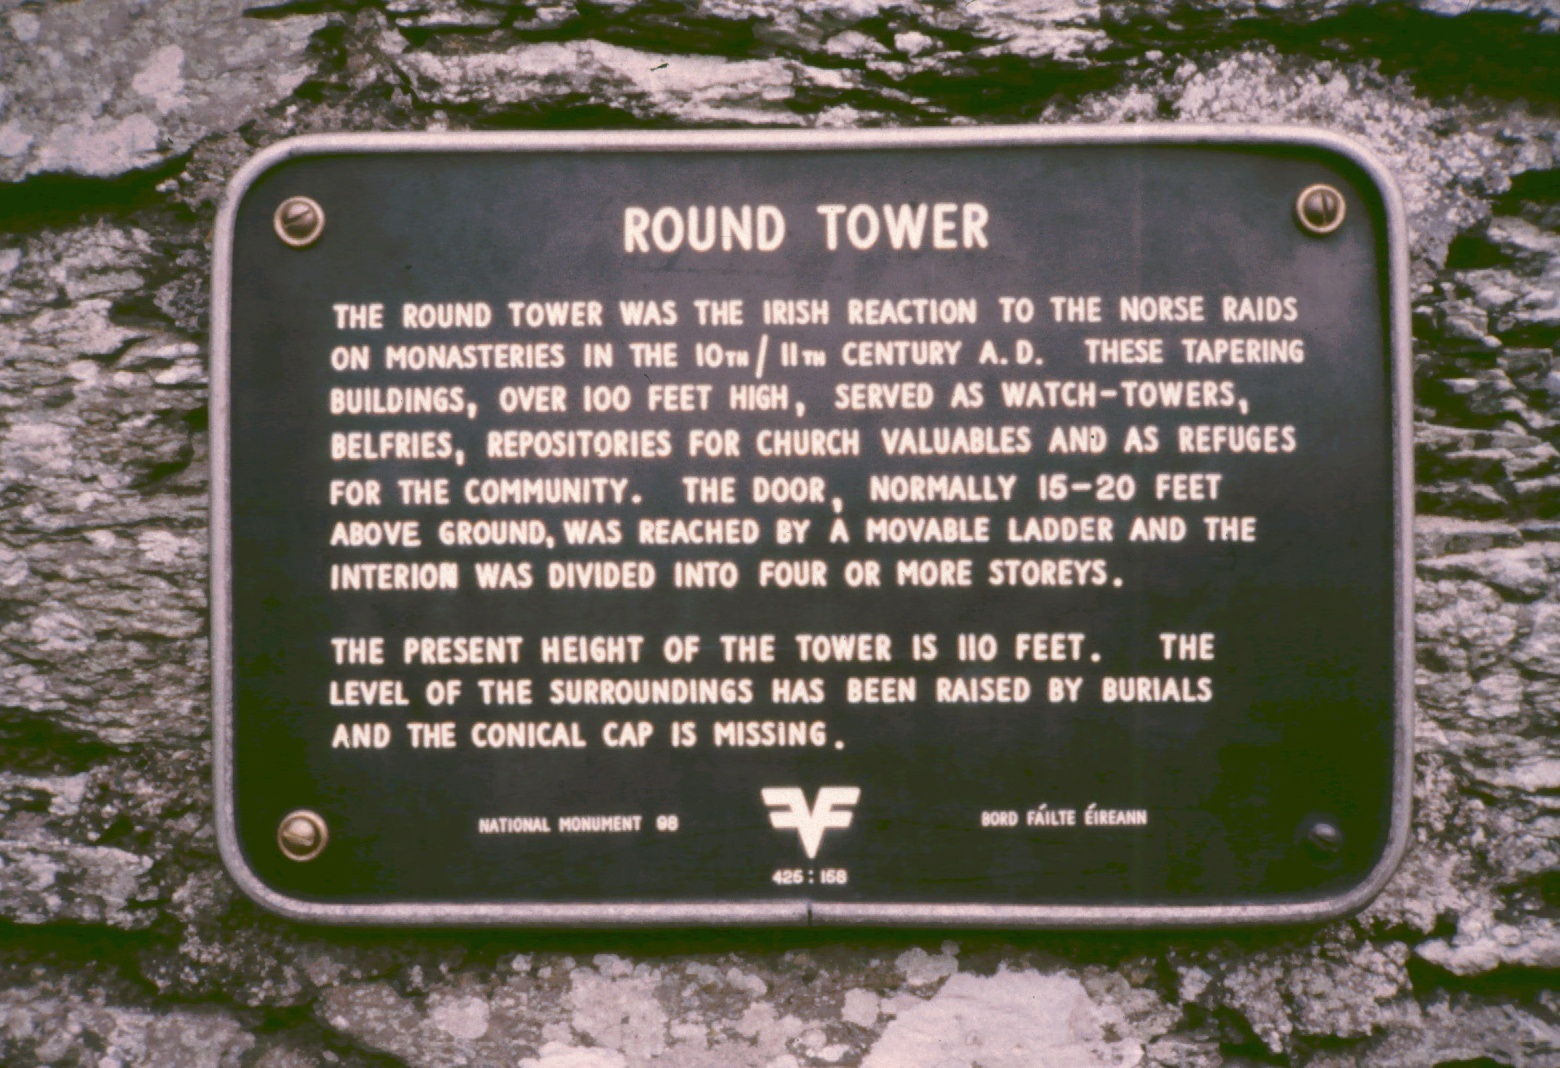 ROUND TOWER
THE ROUND TOWER WAS THE IRISH REACTION TO THE NORSE RAIDS
ON MONASTERIES IN THE 10TH / 11TH CENTURY A.D. THESE TAPERING
BUILDINGS, OVER 100 FEET HIGH, SERVED AS WATCH-TOWERS,
BELFRIES, REPOSITORIES FOR CHURCH VALUABLES AND AS REFUGES
FOR THE COMMUNITY. THE DOOR, NORMALLY 15-20 FEET
ABOVE GROUND, WAS REACHED BY A MOVABLE LADDER AND THE
INTERIOR WAS DIVIDED INTO FOUR OR MORE STOREYS.
THE PRESENT HEIGHT OF THE TOWER IS 110 FEET. THE
LEVEL OF THE SURROUNDINGS HAS BEEN RAISED BY BURIALS
AND THE CONICAL CAP IS MISSING.
NATIONAL MONUMENT 98
BORD FÁILTE ÉIREANN
425:158